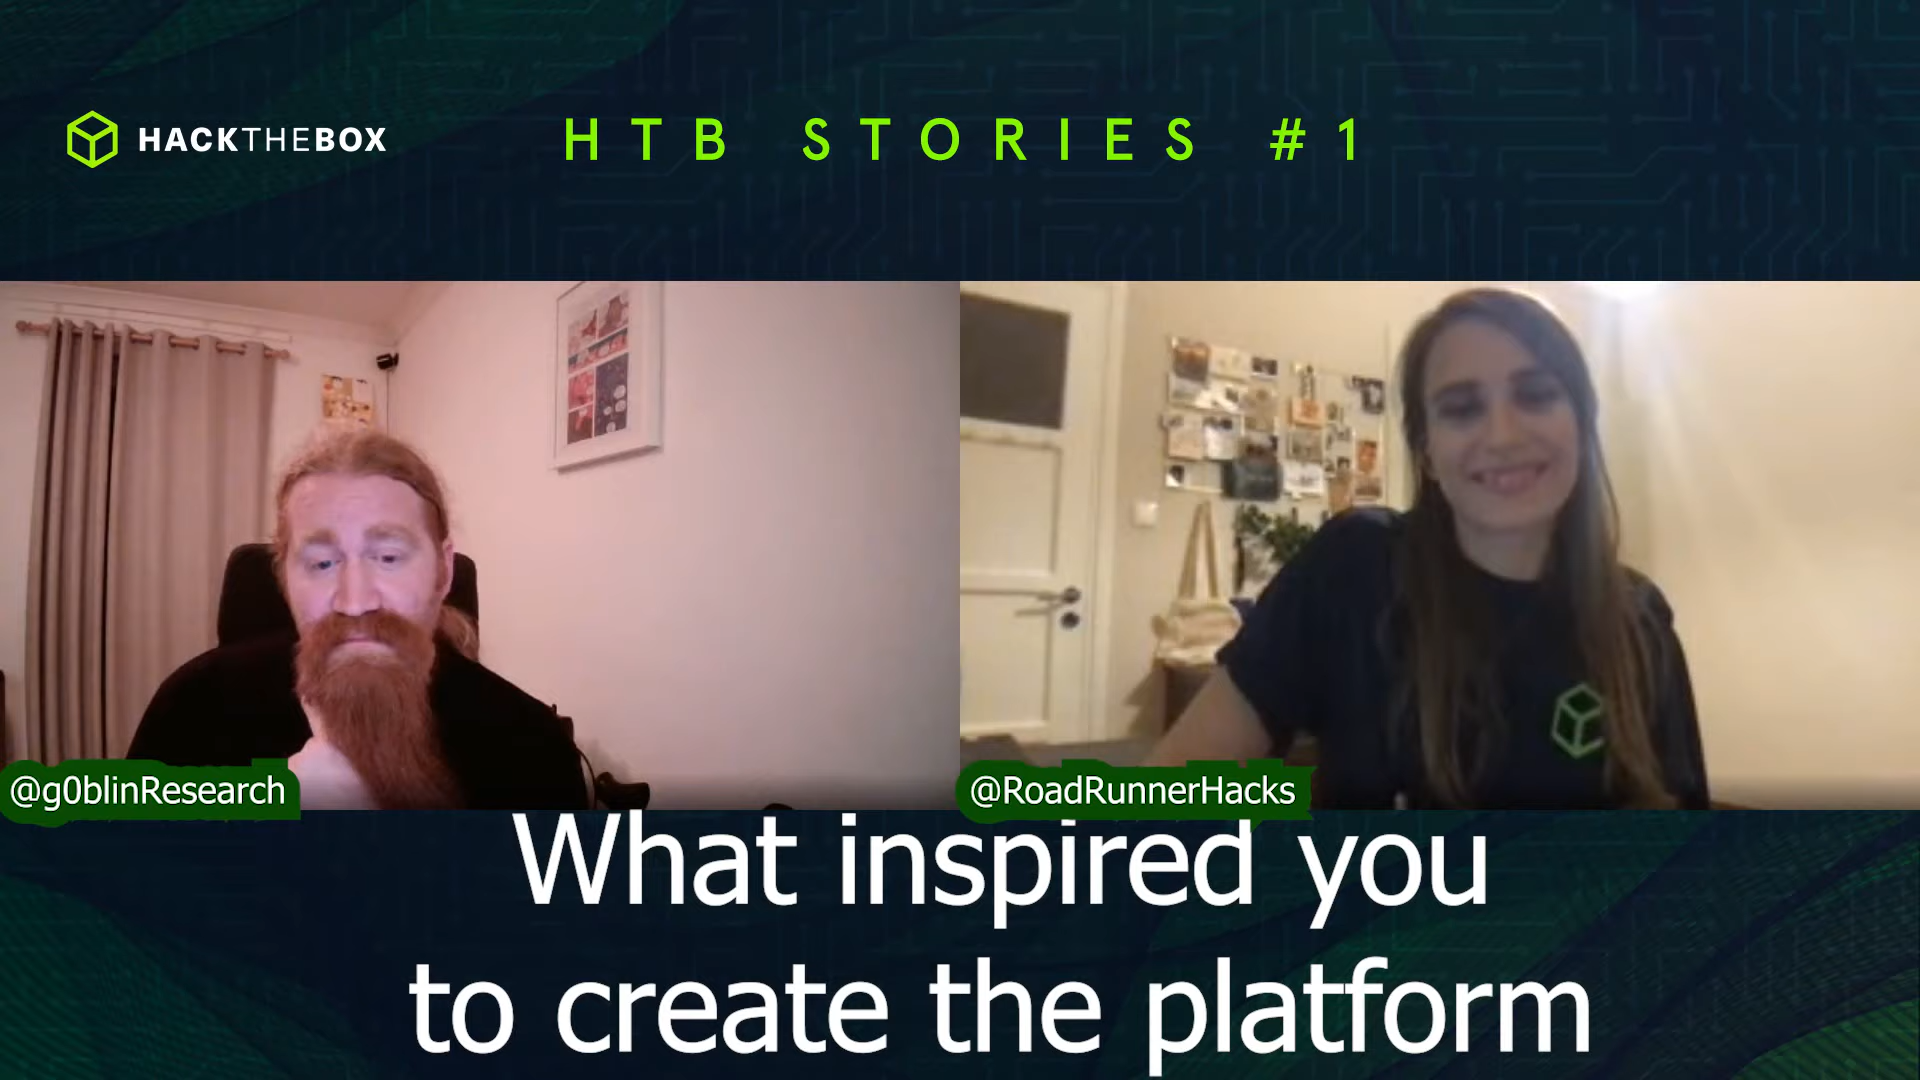 HACKTHEBOX
HTB STORIES #1
@g0blinResearch
@RoadRunnerHacks
What inspired you
to create the platform